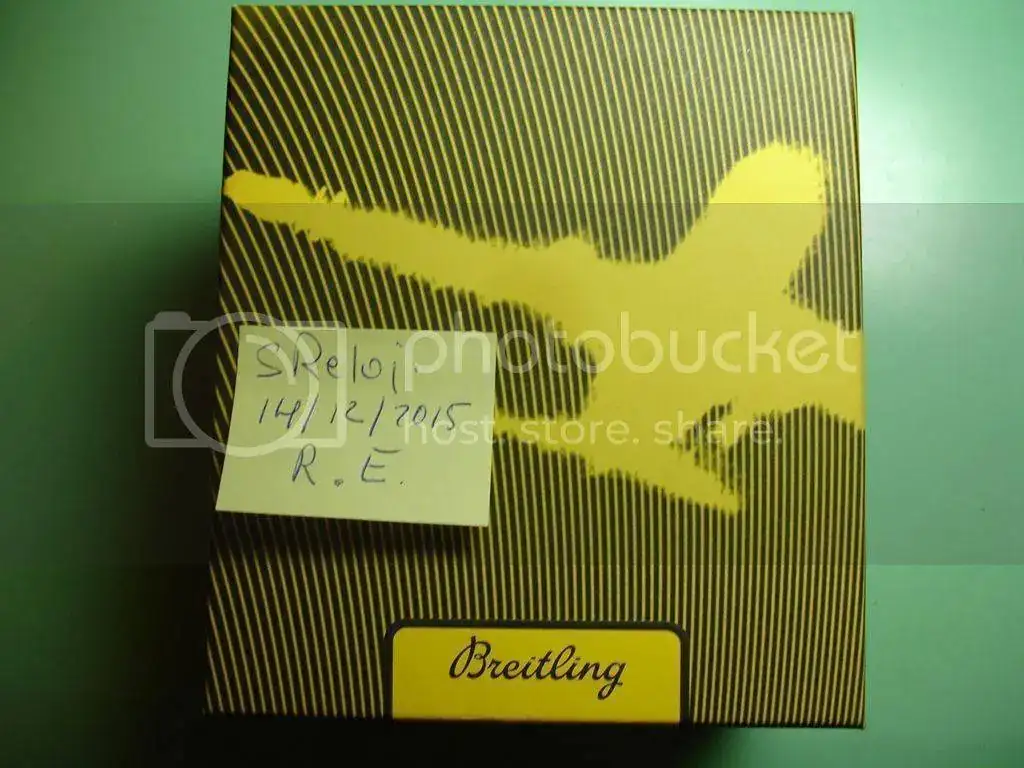 SReloj.
14/12/2015
R.E.
photobucket
host. store. share.
Breitling